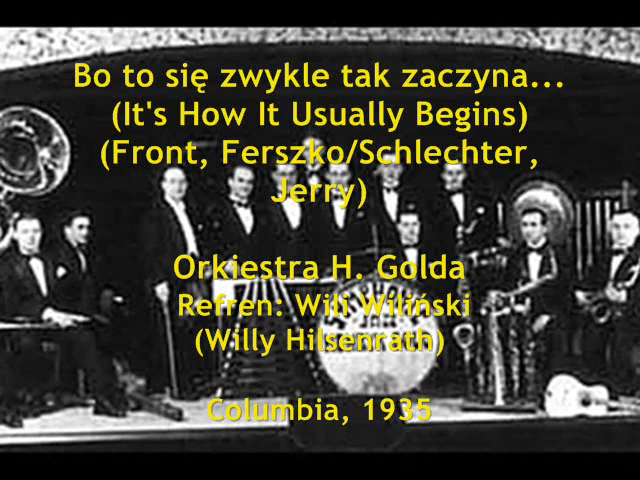 Bo to się zwykle tak zaczyna...
(It's How It Usually Begins)
(Front, Ferszko/Schlechter,
Jerry)
Orkiestra H. Golda
Refren: Wili Wiliński
(Willy Hilsenrath)
Columbia, 1935